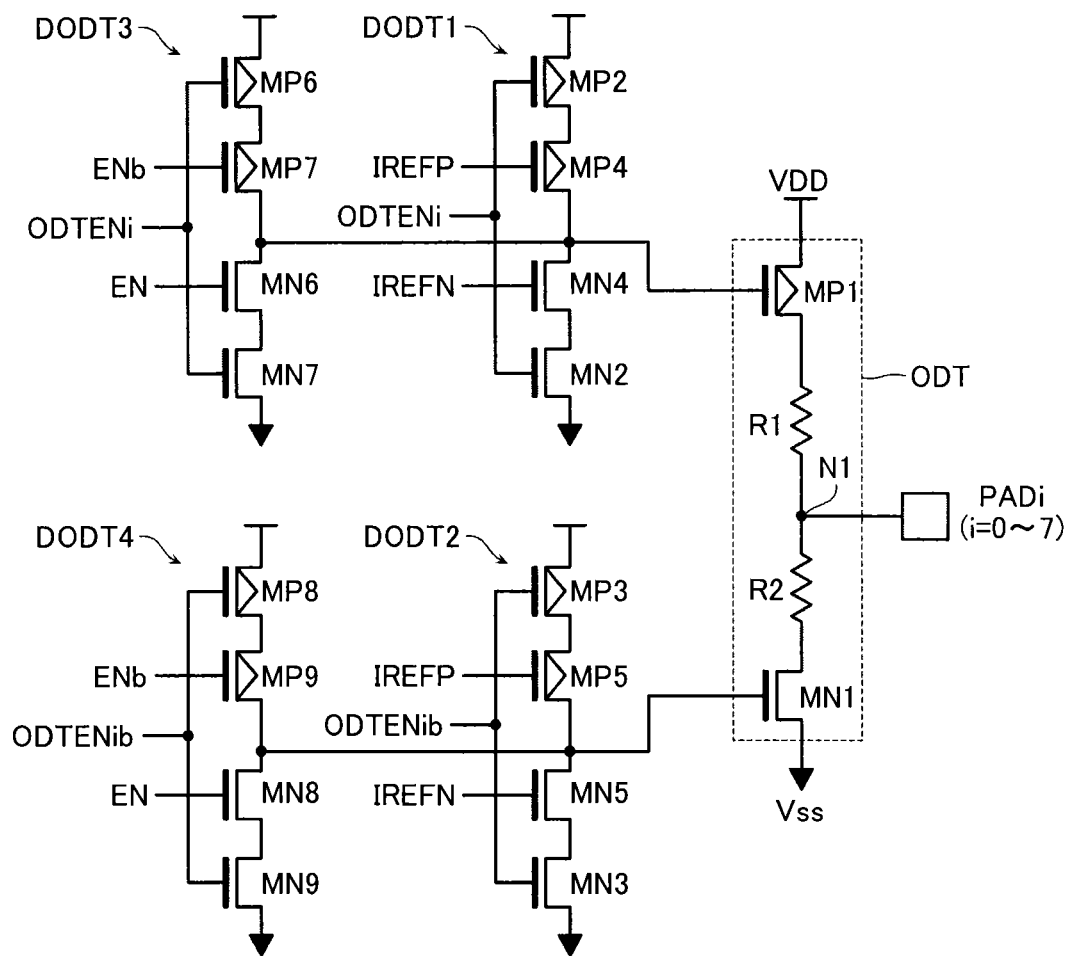 DODT3
DODT1
MP6
MP2
ENb
MP7
IREFP
MP4
VDD
ODTENi
ODTENi
EN
MN6
IREFN
MN4
MP1
MN7
MN2
ODT
R1
N1
PADi
(i=0～7)
DODT4
DODT2
MP8
MP3
R2
ENb
MP9
IREFP
MP5
MN1
ODTENib
ODTENib
EN
MN8
IREFN
MN5
Vss
MN9
MN3